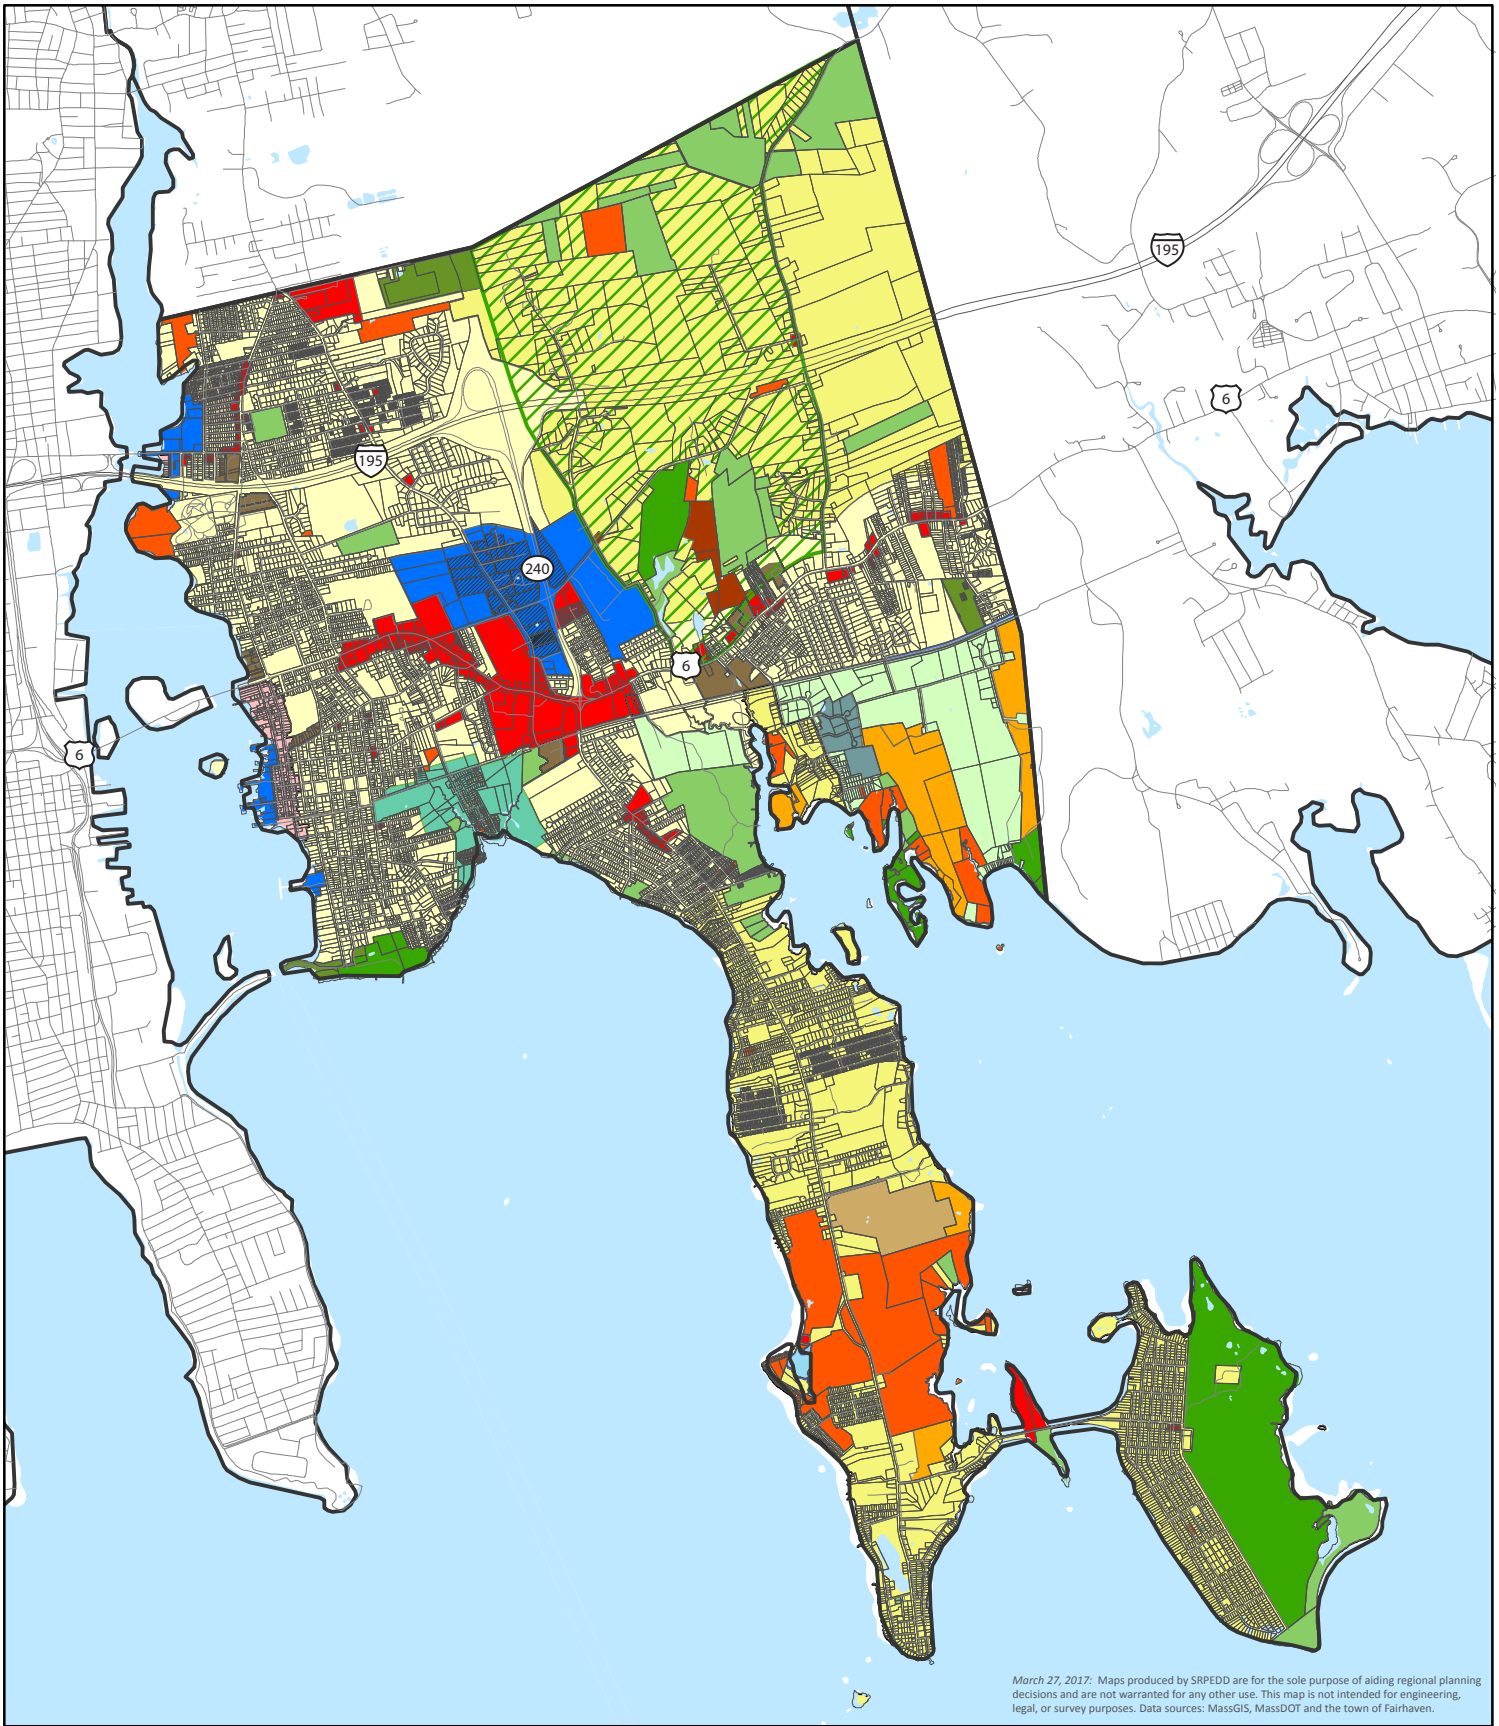 195
6
195
240
6
6
March 27, 2017: Maps produced by SRPEDD are for the sole purpose of aiding regional planning
decisions and are not warranted for any other use. This map is not intended for engineering,
legal, or survey purposes. Data sources: MassGIS, MassDOT and the town of Fairhaven.